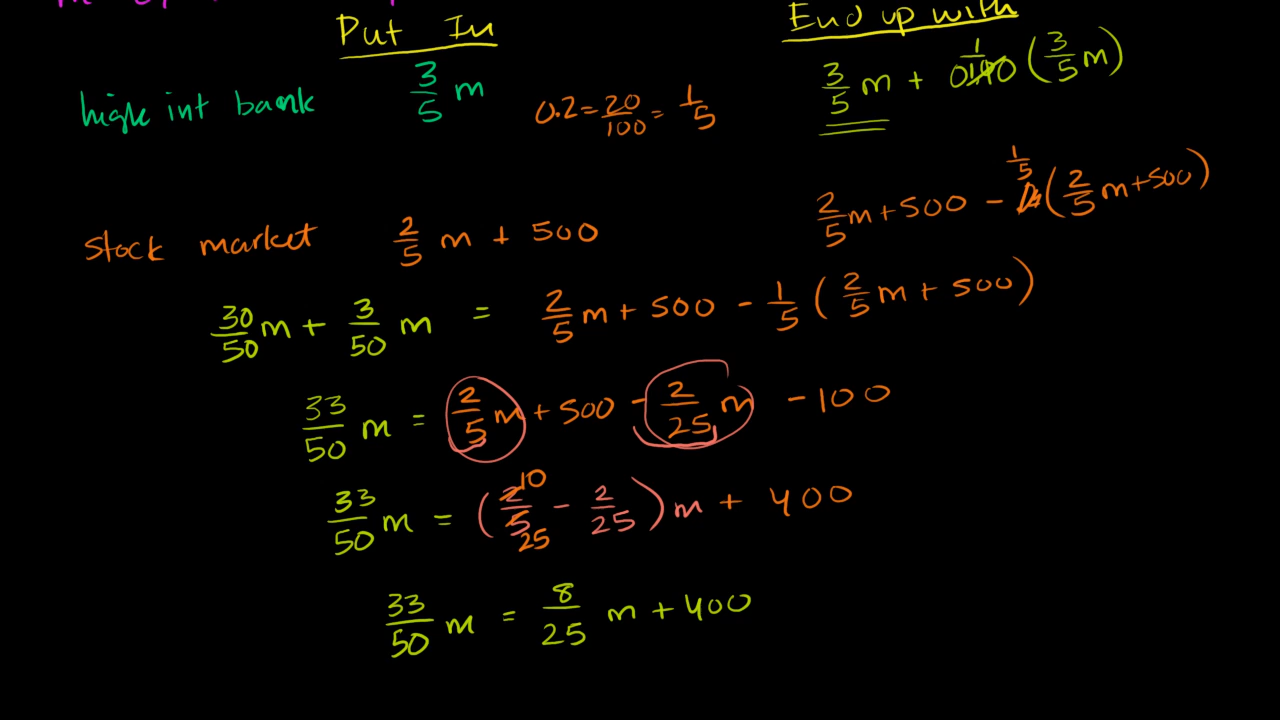 Put In
End up with
high int bank 3/5 m
0.2 = 20/100 = 1/5
3/5 m + 1/10 (3/5 m)
stock market 2/5 m + 500
2/5 m + 500 - 1/5 (2/5 m + 500)
30/50 m + 3/50 m = 2/5 m + 500 - 1/5 (2/5 m + 500)
33/50 m = 2/5 m + 500 - 2/25 m - 100
33/50 m = (10/25 - 2/25) m + 400
33/50 m = 8/25 m + 400